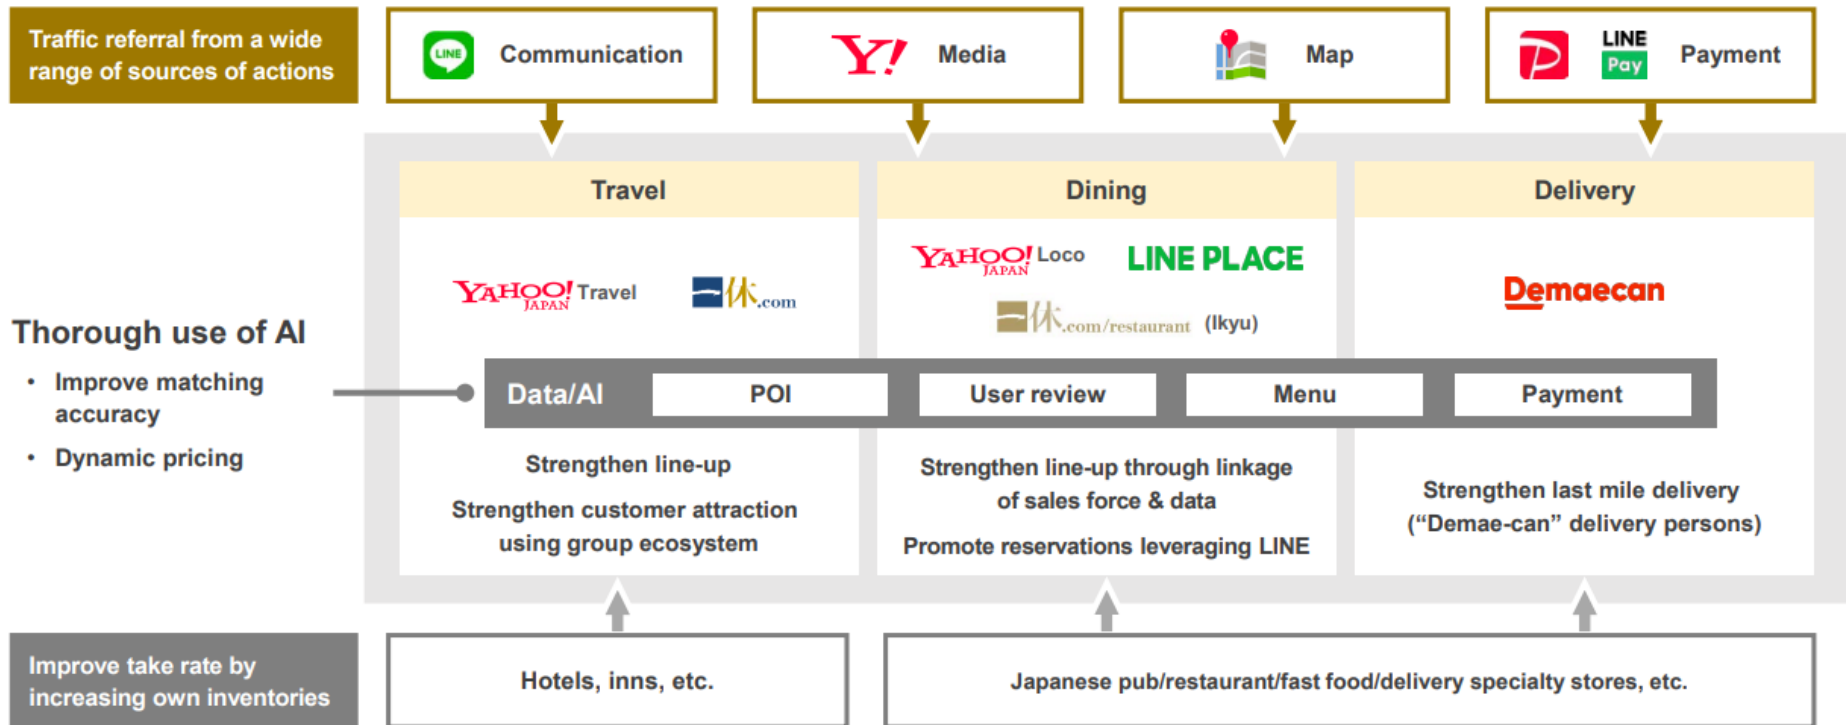 Traffic referral from a wide
range of sources of actions
LINE
Communication
Y!
Media
Map
P
LINE
Pay
Payment
Travel
Dining
Delivery
YAHOO!
JAPAN
Travel
一休.com
YAHOO!
JAPAN
Loco
LINE PLACE
一休.com/restaurant (Ikyu)
Demaecan
Thorough use of AI
• Improve matching
accuracy
• Dynamic pricing
Data/AI
POI
User review
Menu
Payment
Strengthen line-up
Strengthen customer attraction
using group ecosystem
Strengthen line-up through linkage
of sales force & data
Promote reservations leveraging LINE
Strengthen last mile delivery
(“Demae-can” delivery persons)
Improve take rate by
increasing own inventories
Hotels, inns, etc.
Japanese pub/restaurant/fast food/delivery specialty stores, etc.